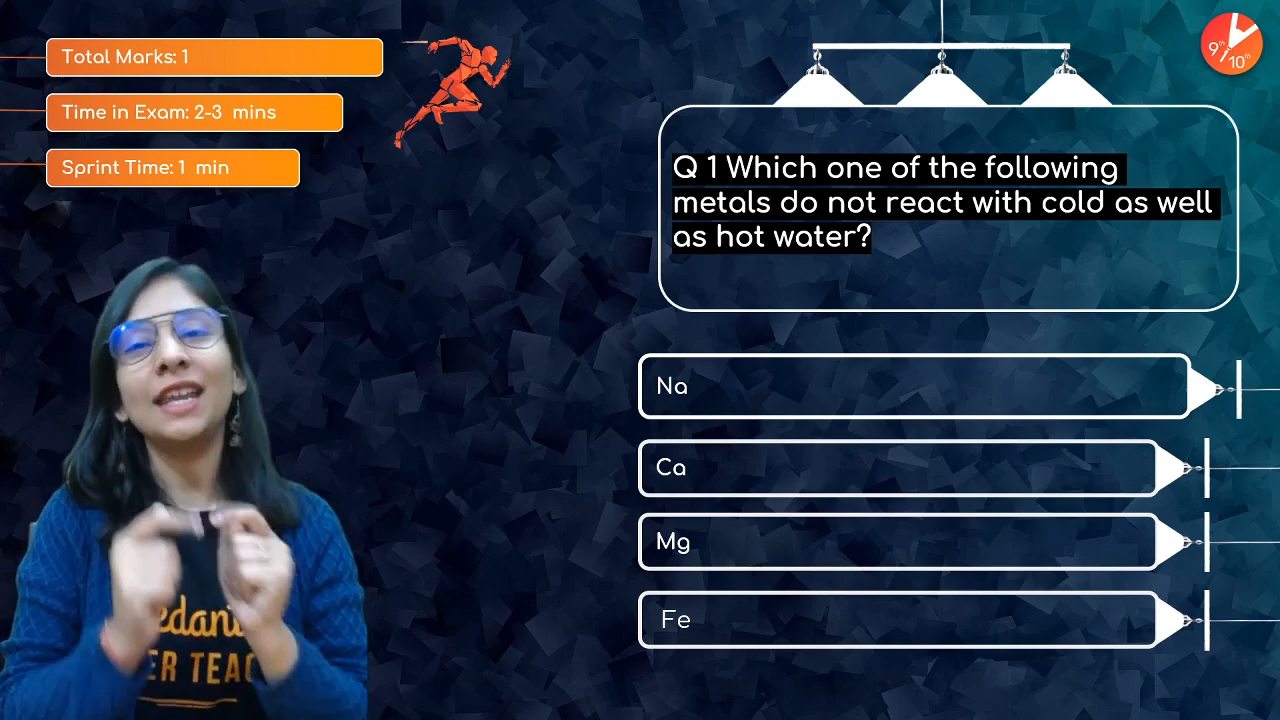 Total Marks: 1
Time in Exam: 2-3 mins
Sprint Time: 1 min
9th
10th
Q 1 Which one of the following
metals do not react with cold as well
as hot water?
Na
Ca
Mg
Fe